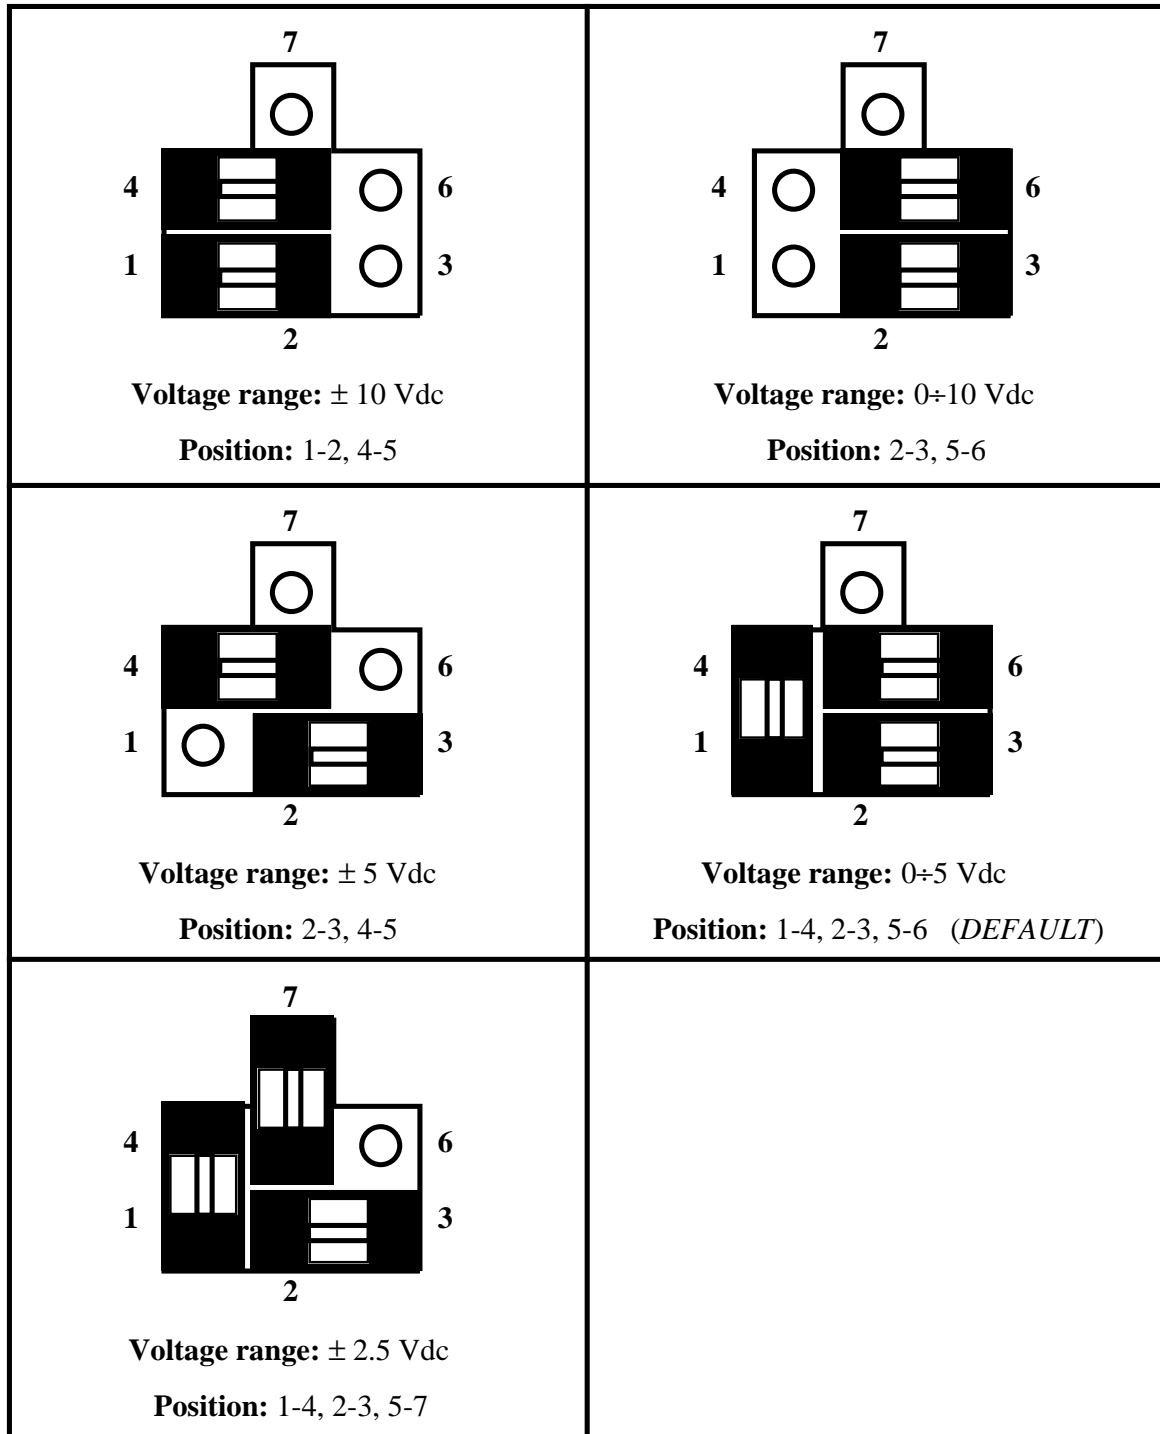 7
4 6
1 3
2
Voltage range: ± 10 Vdc
Position: 1-2, 4-5
7
4 6
1 3
2
Voltage range: 0÷10 Vdc
Position: 2-3, 5-6
7
4 6
1 3
2
Voltage range: ± 5 Vdc
Position: 2-3, 4-5
7
4 6
1 3
2
Voltage range: 0÷5 Vdc
Position: 1-4, 2-3, 5-6 (DEFAULT)
7
4 6
1 3
2
Voltage range: ± 2.5 Vdc
Position: 1-4, 2-3, 5-7